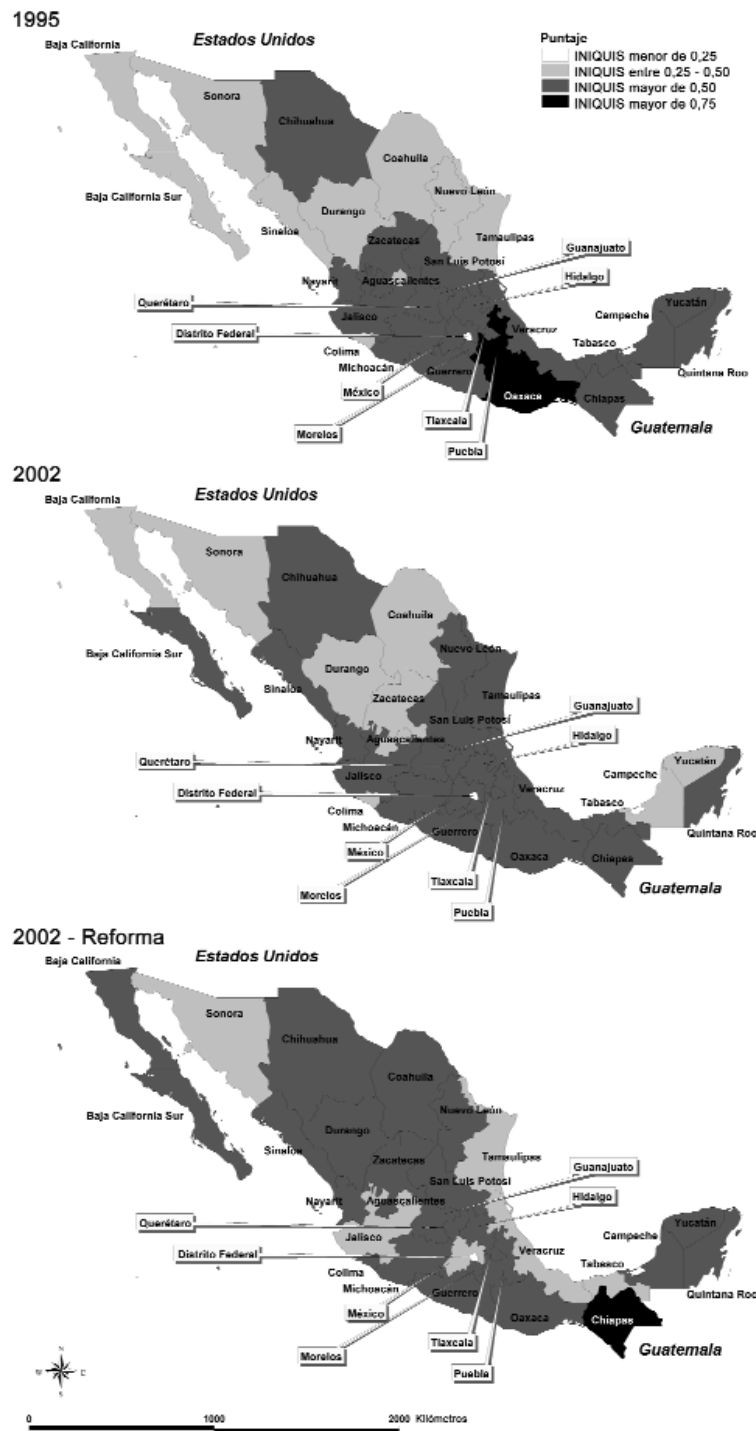 1995
Estados Unidos
Baja California
Puntaje
INIQUIS menor de 0,25
INIQUIS entre 0,25 - 0,50
INIQUIS mayor de 0,50
INIQUIS mayor de 0,75
Sonora
Chihuahua
Coahuila
Nuevo León
Baja California Sur
Durango
Sinaloa
Tamaulipas
Zacatecas
Guanajuato
San Luis Potosí
Hidalgo
Nayarit
Aguascalientes
Querétaro
Yucatán
Jalisco
Campeche
Distrito Federal
Veracruz
Tabasco
Colima
Michoacán
Guerrero
Quintana Roo
México
Oaxaca
Chiapas
Tlaxcala
Guatemala
Morelos
Puebla
2002
Estados Unidos
Baja California
Sonora
Chihuahua
Coahuila
Nuevo León
Baja California Sur
Durango
Sinaloa
Tamaulipas
Zacatecas
Guanajuato
San Luis Potosí
Hidalgo
Nayarit
Aguascalientes
Querétaro
Yucatán
Jalisco
Campeche
Distrito Federal
Veracruz
Tabasco
Colima
Michoacán
Guerrero
Quintana Roo
México
Oaxaca
Chiapas
Tlaxcala
Guatemala
Morelos
Puebla
2002 - Reforma
Estados Unidos
Baja California
Sonora
Chihuahua
Coahuila
Nuevo León
Baja California Sur
Durango
Sinaloa
Tamaulipas
Zacatecas
Guanajuato
San Luis Potosí
Hidalgo
Nayarit
Aguascalientes
Querétaro
Yucatán
Jalisco
Campeche
Distrito Federal
Veracruz
Tabasco
Colima
Michoacán
Guerrero
Quintana Roo
México
Oaxaca
Chiapas
Tlaxcala
Guatemala
Morelos
Puebla
N
W E
S
0 1000 2000 Kilómetros